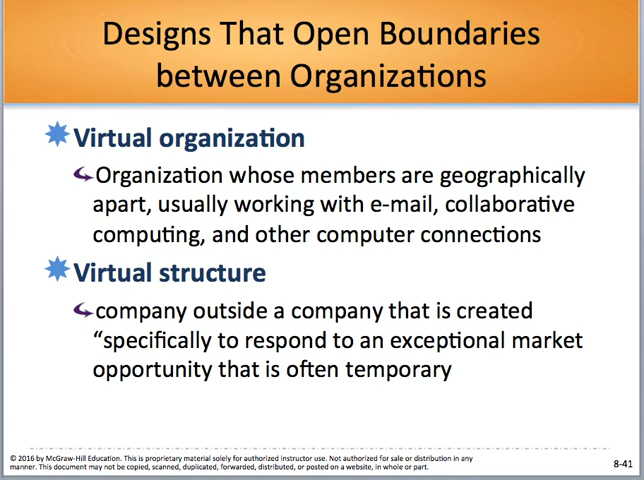 Designs That Open Boundaries
between Organizations
Virtual organization
Organization whose members are geographically
apart, usually working with e-mail, collaborative
computing, and other computer connections
Virtual structure
company outside a company that is created
“specifically to respond to an exceptional market
opportunity that is often temporary
© 2016 by McGraw-Hill Education. This is proprietary material solely for authorized instructor use. Not authorized for sale or distribution in any
manner. This document may not be copied, scanned, duplicated, forwarded, distributed, or posted on a website, in whole or part.
8-41